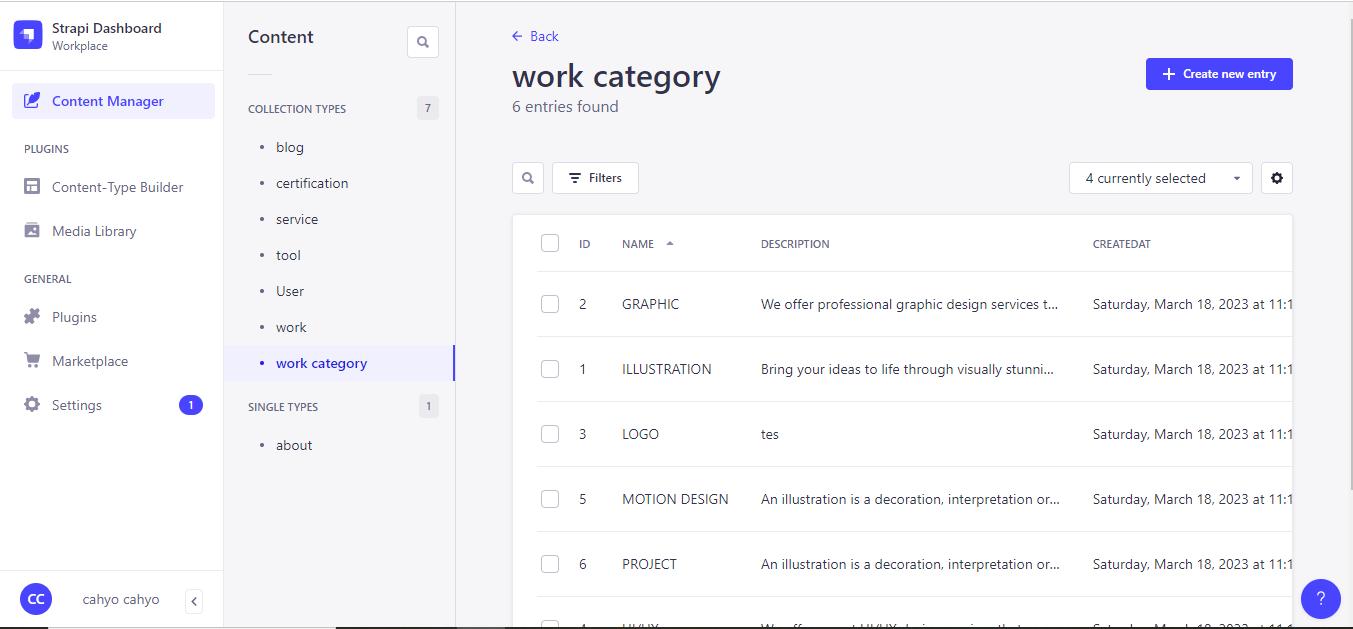 Strapi Dashboard
Workplace
Content Manager
PLUGINS
Content-Type Builder
Media Library
GENERAL
Plugins
Marketplace
Settings
1
CC
cahyo cahyo
Content
COLLECTION TYPES
7
blog
certification
service
tool
User
work
work category
SINGLE TYPES
1
about
Back
work category
6 entries found
Create new entry
Filters
4 currently selected
ID NAME DESCRIPTION CREATEDAT
2 GRAPHIC We offer professional graphic design services t... Saturday, March 18, 2023 at 11:1
1 ILLUSTRATION Bring your ideas to life through visually stunni... Saturday, March 18, 2023 at 11:1
3 LOGO tes Saturday, March 18, 2023 at 11:1
5 MOTION DESIGN An illustration is a decoration, interpretation or... Saturday, March 18, 2023 at 11:1
6 PROJECT An illustration is a decoration, interpretation or... Saturday, March 18, 2023 at 11:1
?